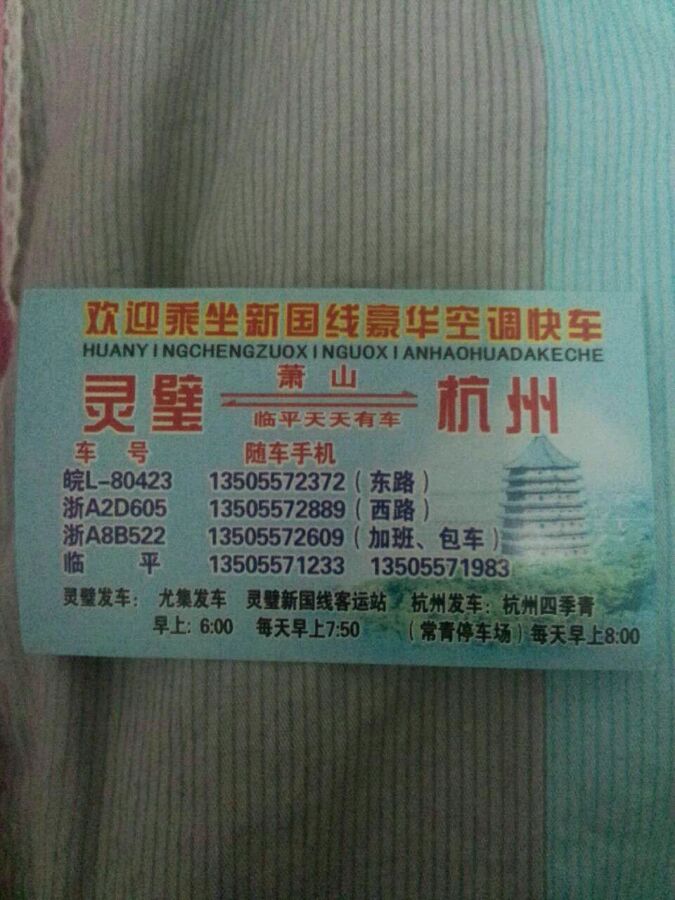 欢迎乘坐新国线豪华空调快车
HUANYINGCHENGZUOXINGUOXIANHAOHUADAKECHE
灵璧 萧山 杭州
临平天天有车
车号 随车手机
皖L-80423 13505572372(东路)
浙A2D605 13505572889(西路)
浙A8B522 13505572609(加班、包车)
临平 13505571233 13505571983
灵璧发车: 尤集发车 灵璧新国线客运站 杭州发车:杭州四季青
早上:6:00 每天早上7:50 (常青停车场)每天早上8:00